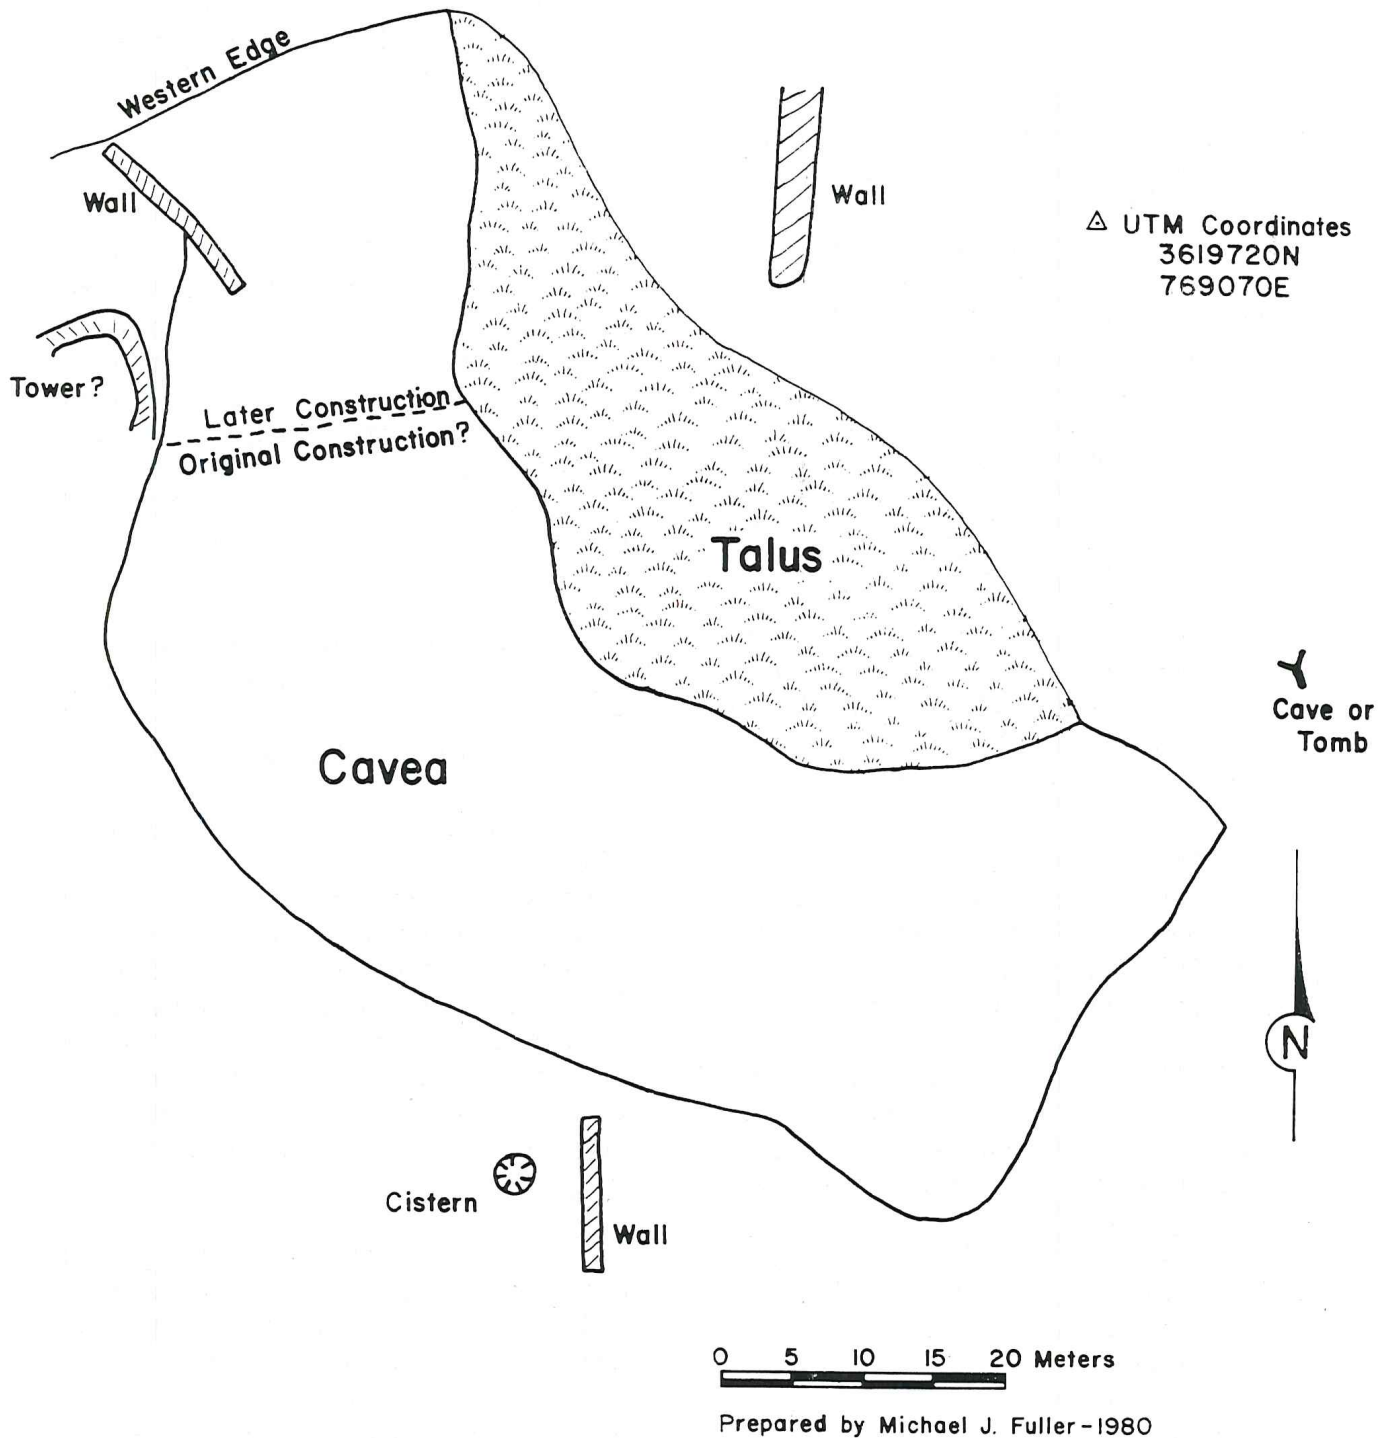 Western Edge
Wall
Wall
UTM Coordinates
3619720N
769070E
Tower?
Later Construction
Original Construction?
Talus
Cave or
Tomb
Cavea
N
Cistern
Wall
0 5 10 15 20 Meters
Prepared by Michael J. Fuller-1980